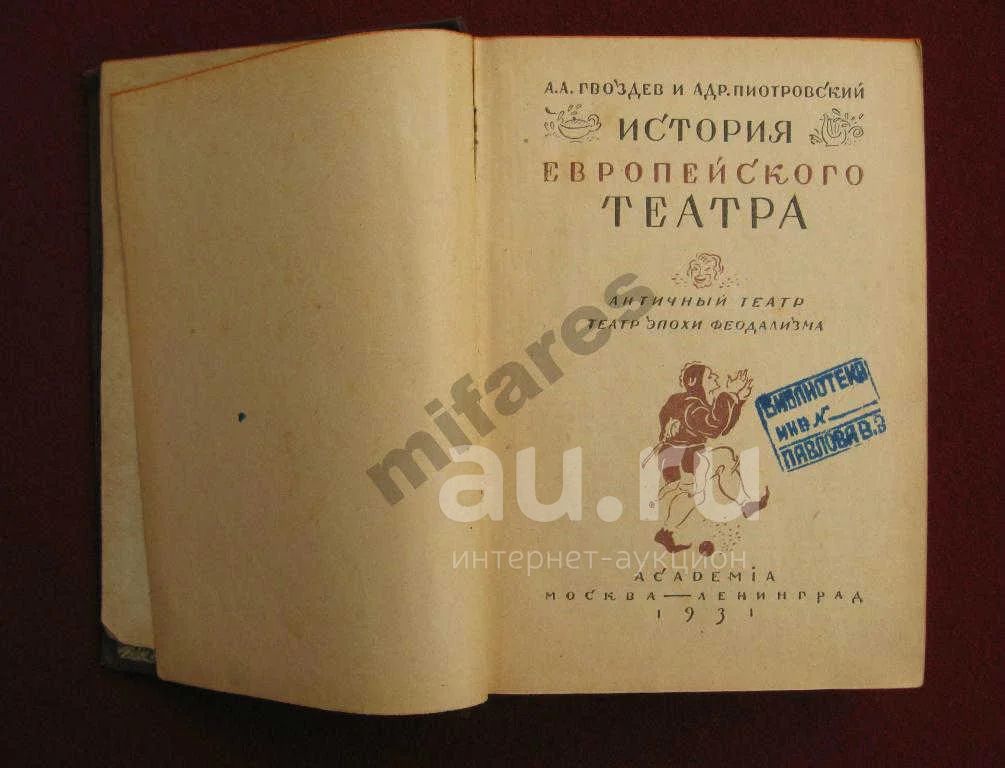 А.А. ГВОЗДЕВ И АДР. ПИОТРОВСКИЙ
ИСТОРИЯ
ЕВРОПЕЙСКОГО
ТЕАТРА
АНТИЧНЫЙ ТЕАТР
ТЕАТР ЭПОХИ ФЕОДАЛИЗМА
БИБЛИОТЕКА
ИНВ N
ПАВЛОВА В.З
mifares
au.ru
интернет-аукцион
ACADEMIA
МОСКВА — ЛЕНИНГРАД
1931